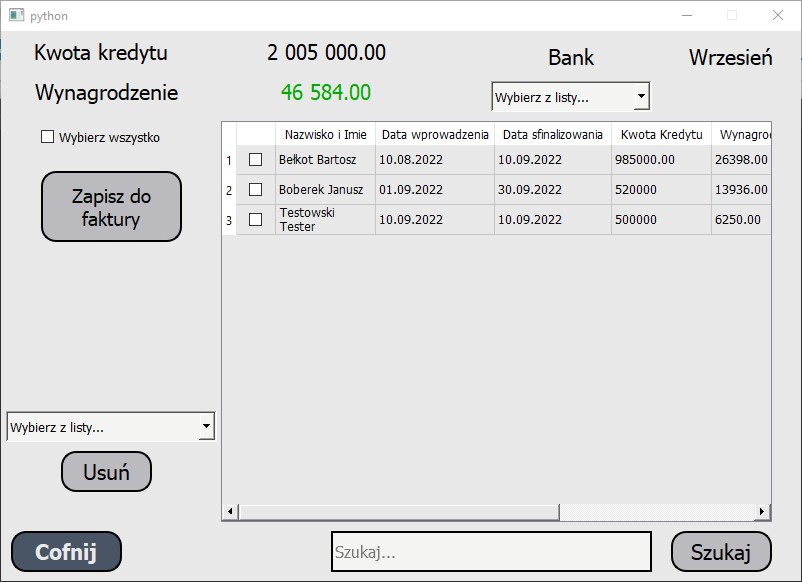 python
Kwota kredytu 2 005 000.00 Bank Wrzesień
Wynagrodzenie 46 584.00 Wybierz z listy...
Wybierz wszystko
Zapisz do
faktury
Nazwisko i Imie Data wprowadzenia Data sfinalizowania Kwota Kredytu Wynagro
1 Bełkot Bartosz 10.08.2022 10.09.2022 985000.00 26398.00
2 Boberek Janusz 01.09.2022 30.09.2022 520000 13936.00
3 Testowski
Tester 10.09.2022 10.09.2022 500000 6250.00
Wybierz z listy...
Usuń
Cofnij Szukaj... Szukaj